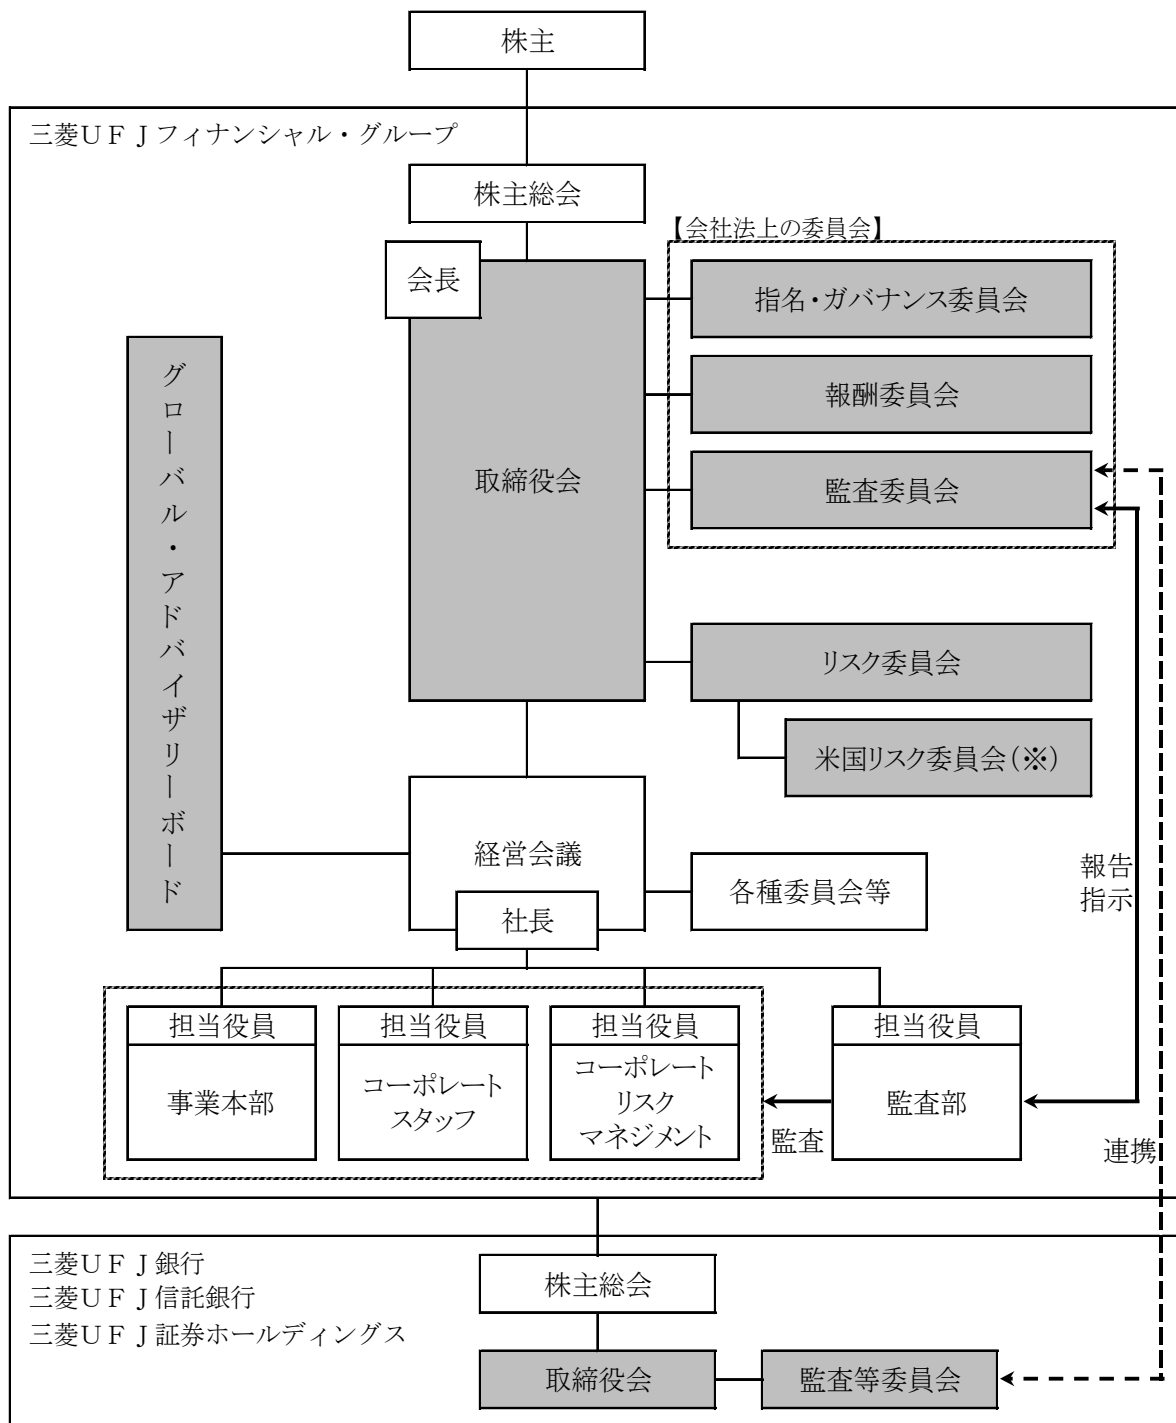 株主
三菱ＵＦＪフィナンシャル・グループ
株主総会
【会社法上の委員会】
会長
指名・ガバナンス委員会
報酬委員会
取締役会
監査委員会
グローバル・アドバイザリーボード
リスク委員会
米国リスク委員会(※)
経営会議
各種委員会等
社長
報告
指示
担当役員
事業本部
担当役員
コーポレート
スタッフ
担当役員
コーポレート
リスク
マネジメント
監査
担当役員
監査部
連携
三菱ＵＦＪ銀行
三菱ＵＦＪ信託銀行
三菱ＵＦＪ証券ホールディングス
株主総会
取締役会
監査等委員会